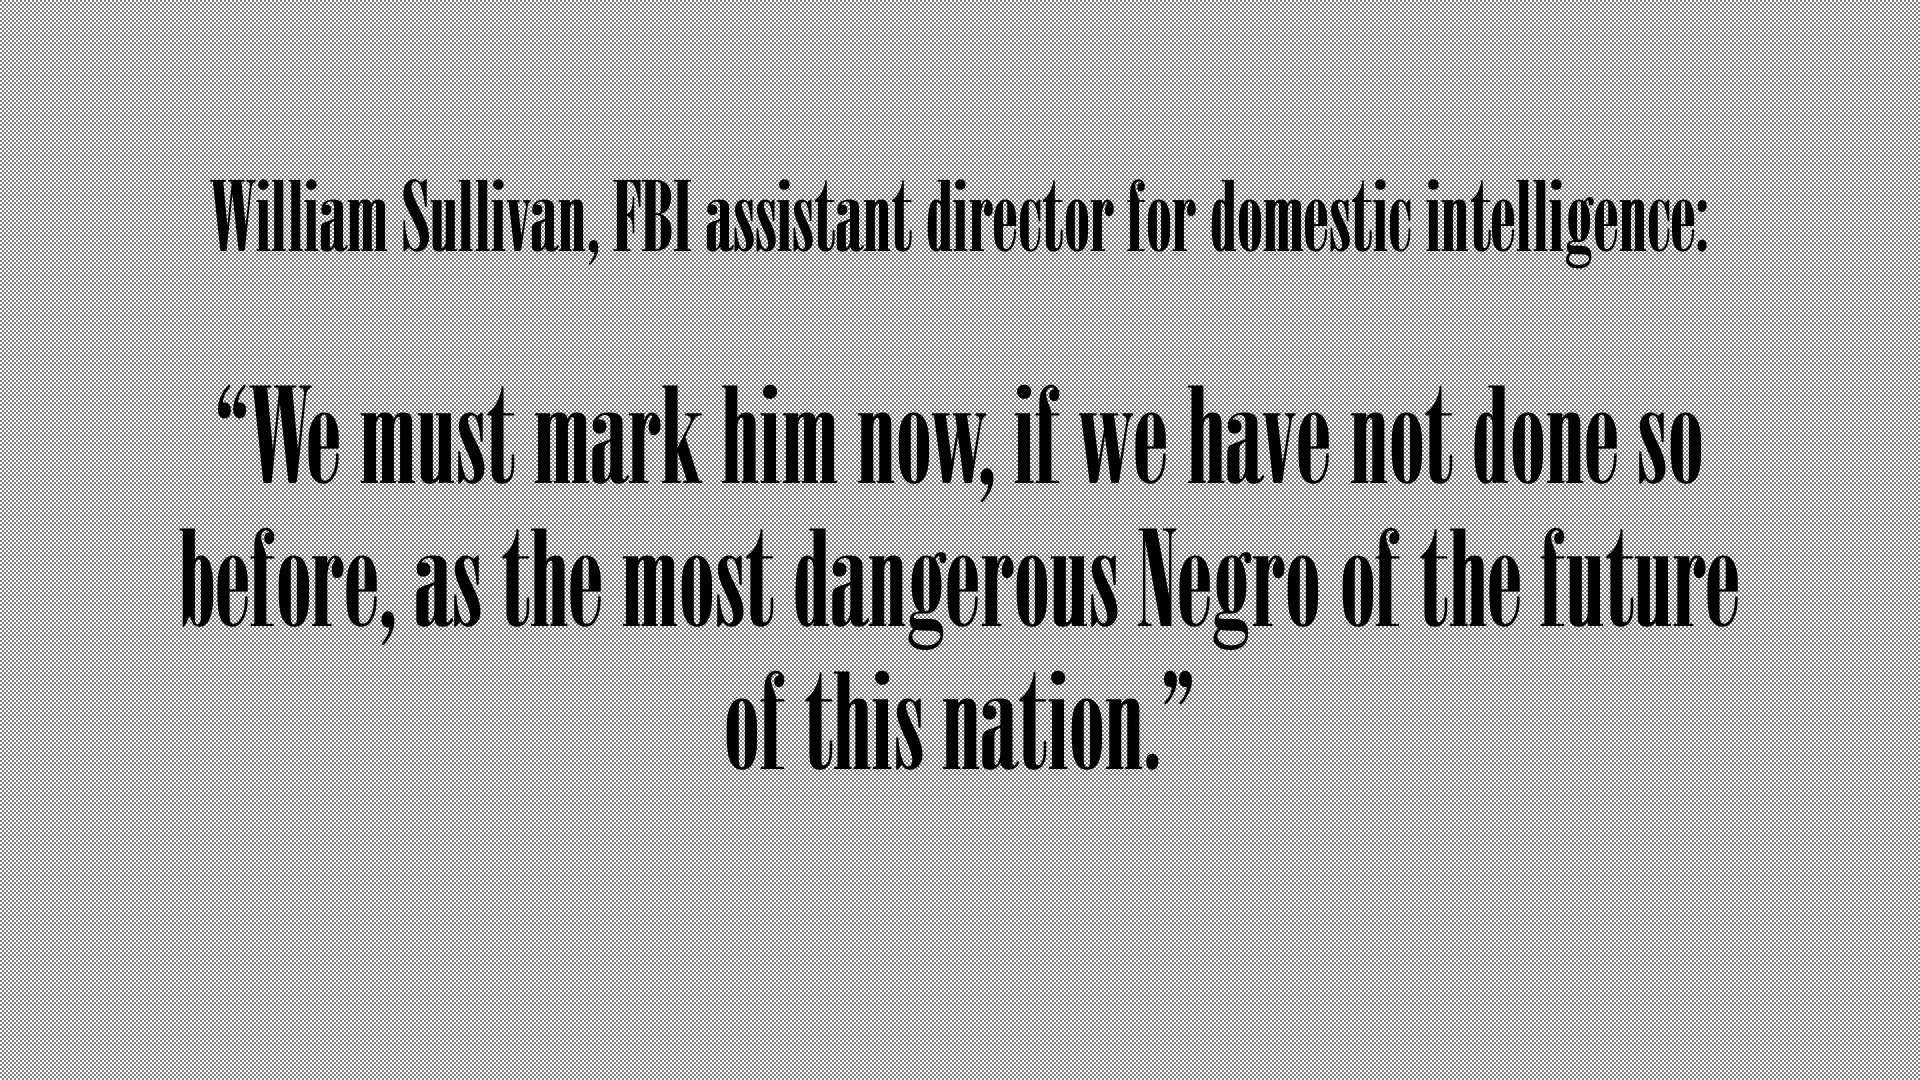 William Sullivan, FBI assistant director for domestic intelligence:
“We must mark him now, if we have not done so
before, as the most dangerous Negro of the future
of this nation.”